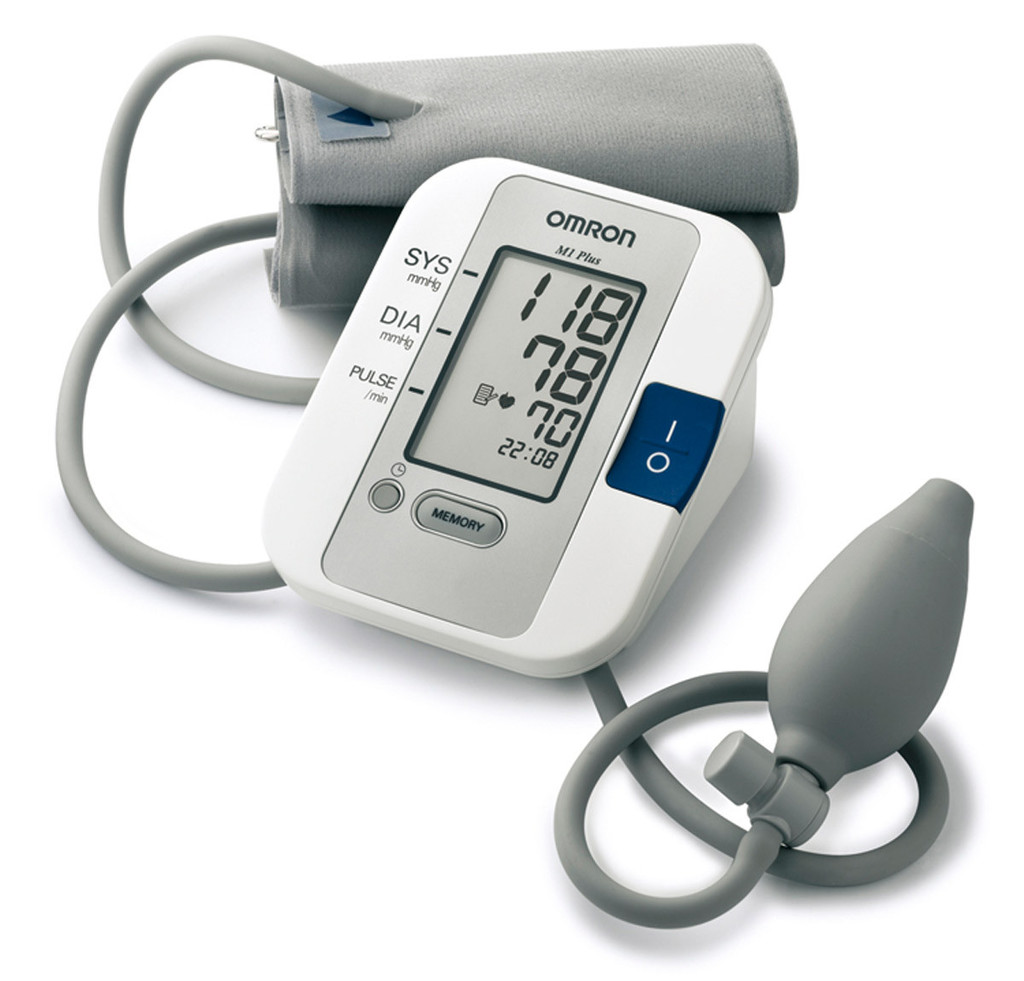 OMRON
M1 Plus
SYS
mmHg
118
DIA
mmHg
78
PULSE
/min
70
22:08
MEMORY
I
O